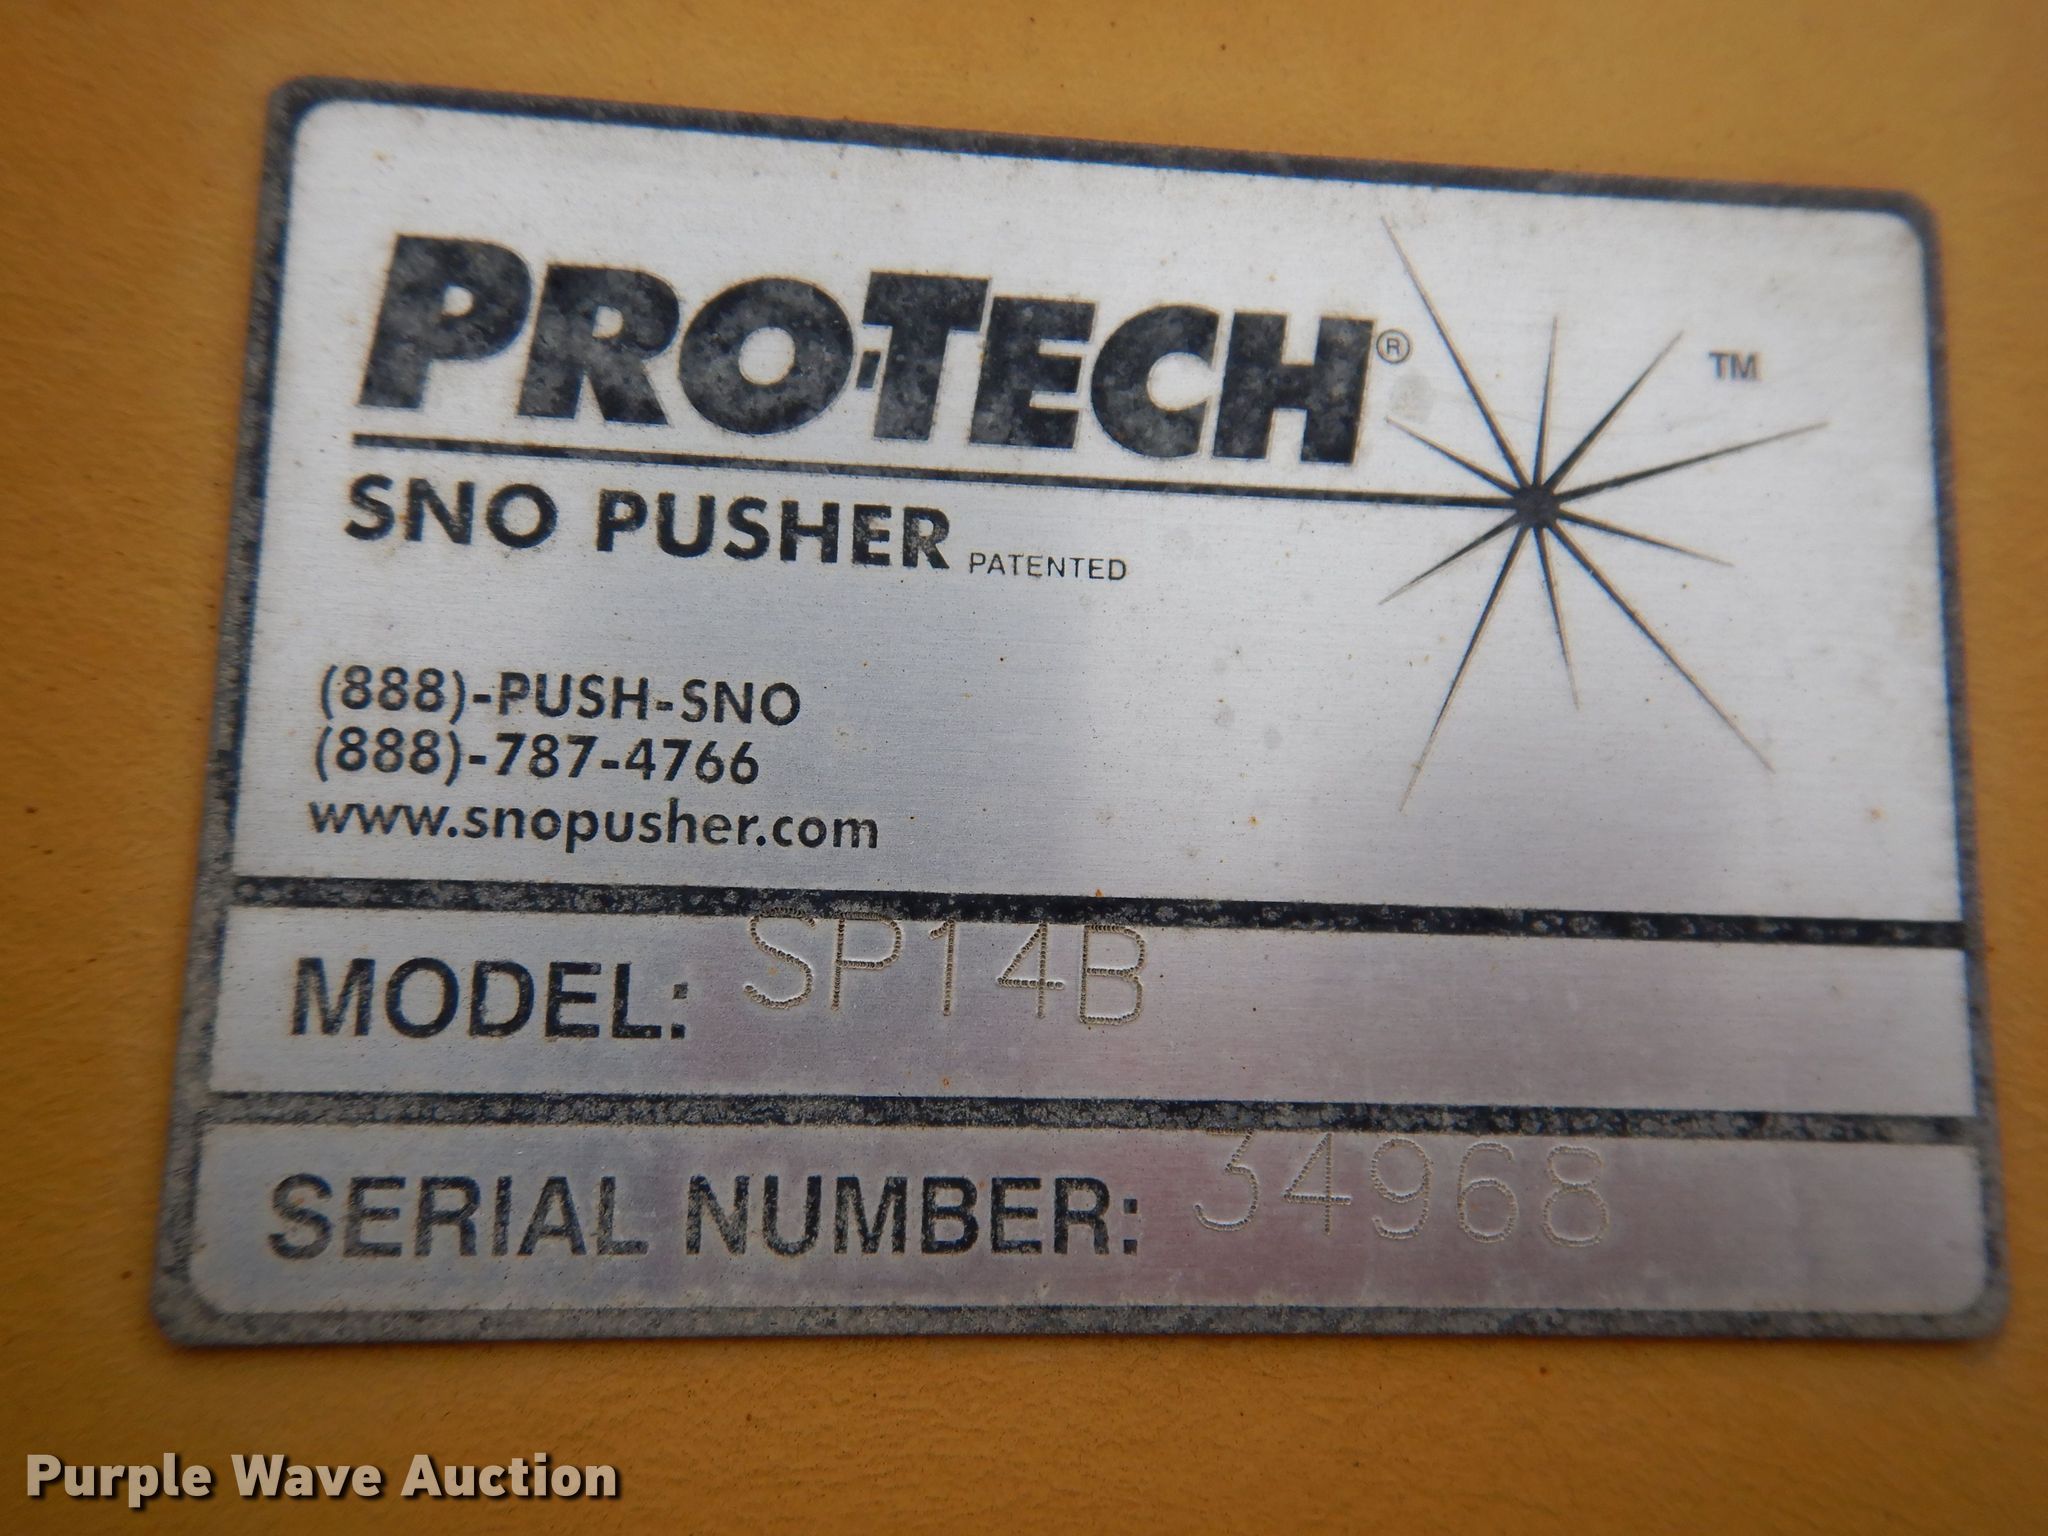 PRO-TECH®
TM
SNO PUSHER PATENTED
(888)-PUSH-SNO
(888)-787-4766
www.snopusher.com
MODEL: SP14B
SERIAL NUMBER: 34968
Purple Wave Auction